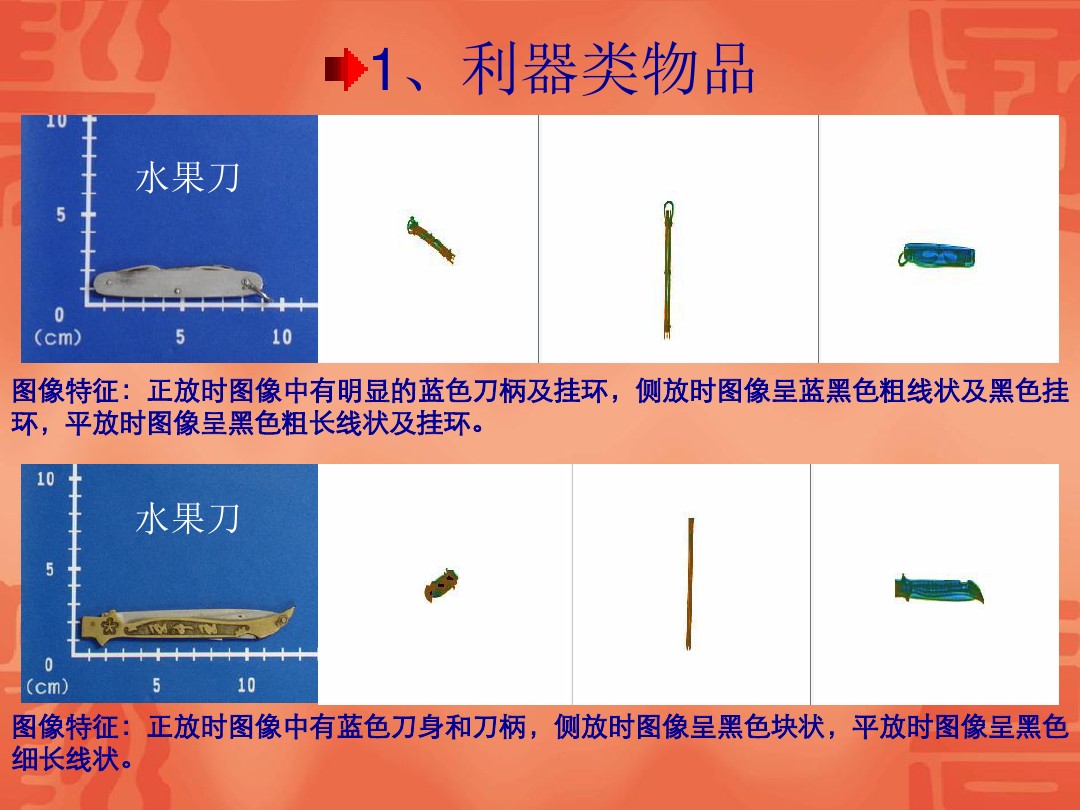 1、利器类物品
10
水果刀
5
0
(cm)
5
10
图像特征：正放时图像中有明显的蓝色刀柄及挂环，侧放时图像呈蓝黑色粗线状及黑色挂
环，平放时图像呈黑色粗长线状及挂环。
10
水果刀
5
0
(cm)
5
10
图像特征：正放时图像中有蓝色刀身和刀柄，侧放时图像呈黑色块状，平放时图像呈黑色
细长线状。